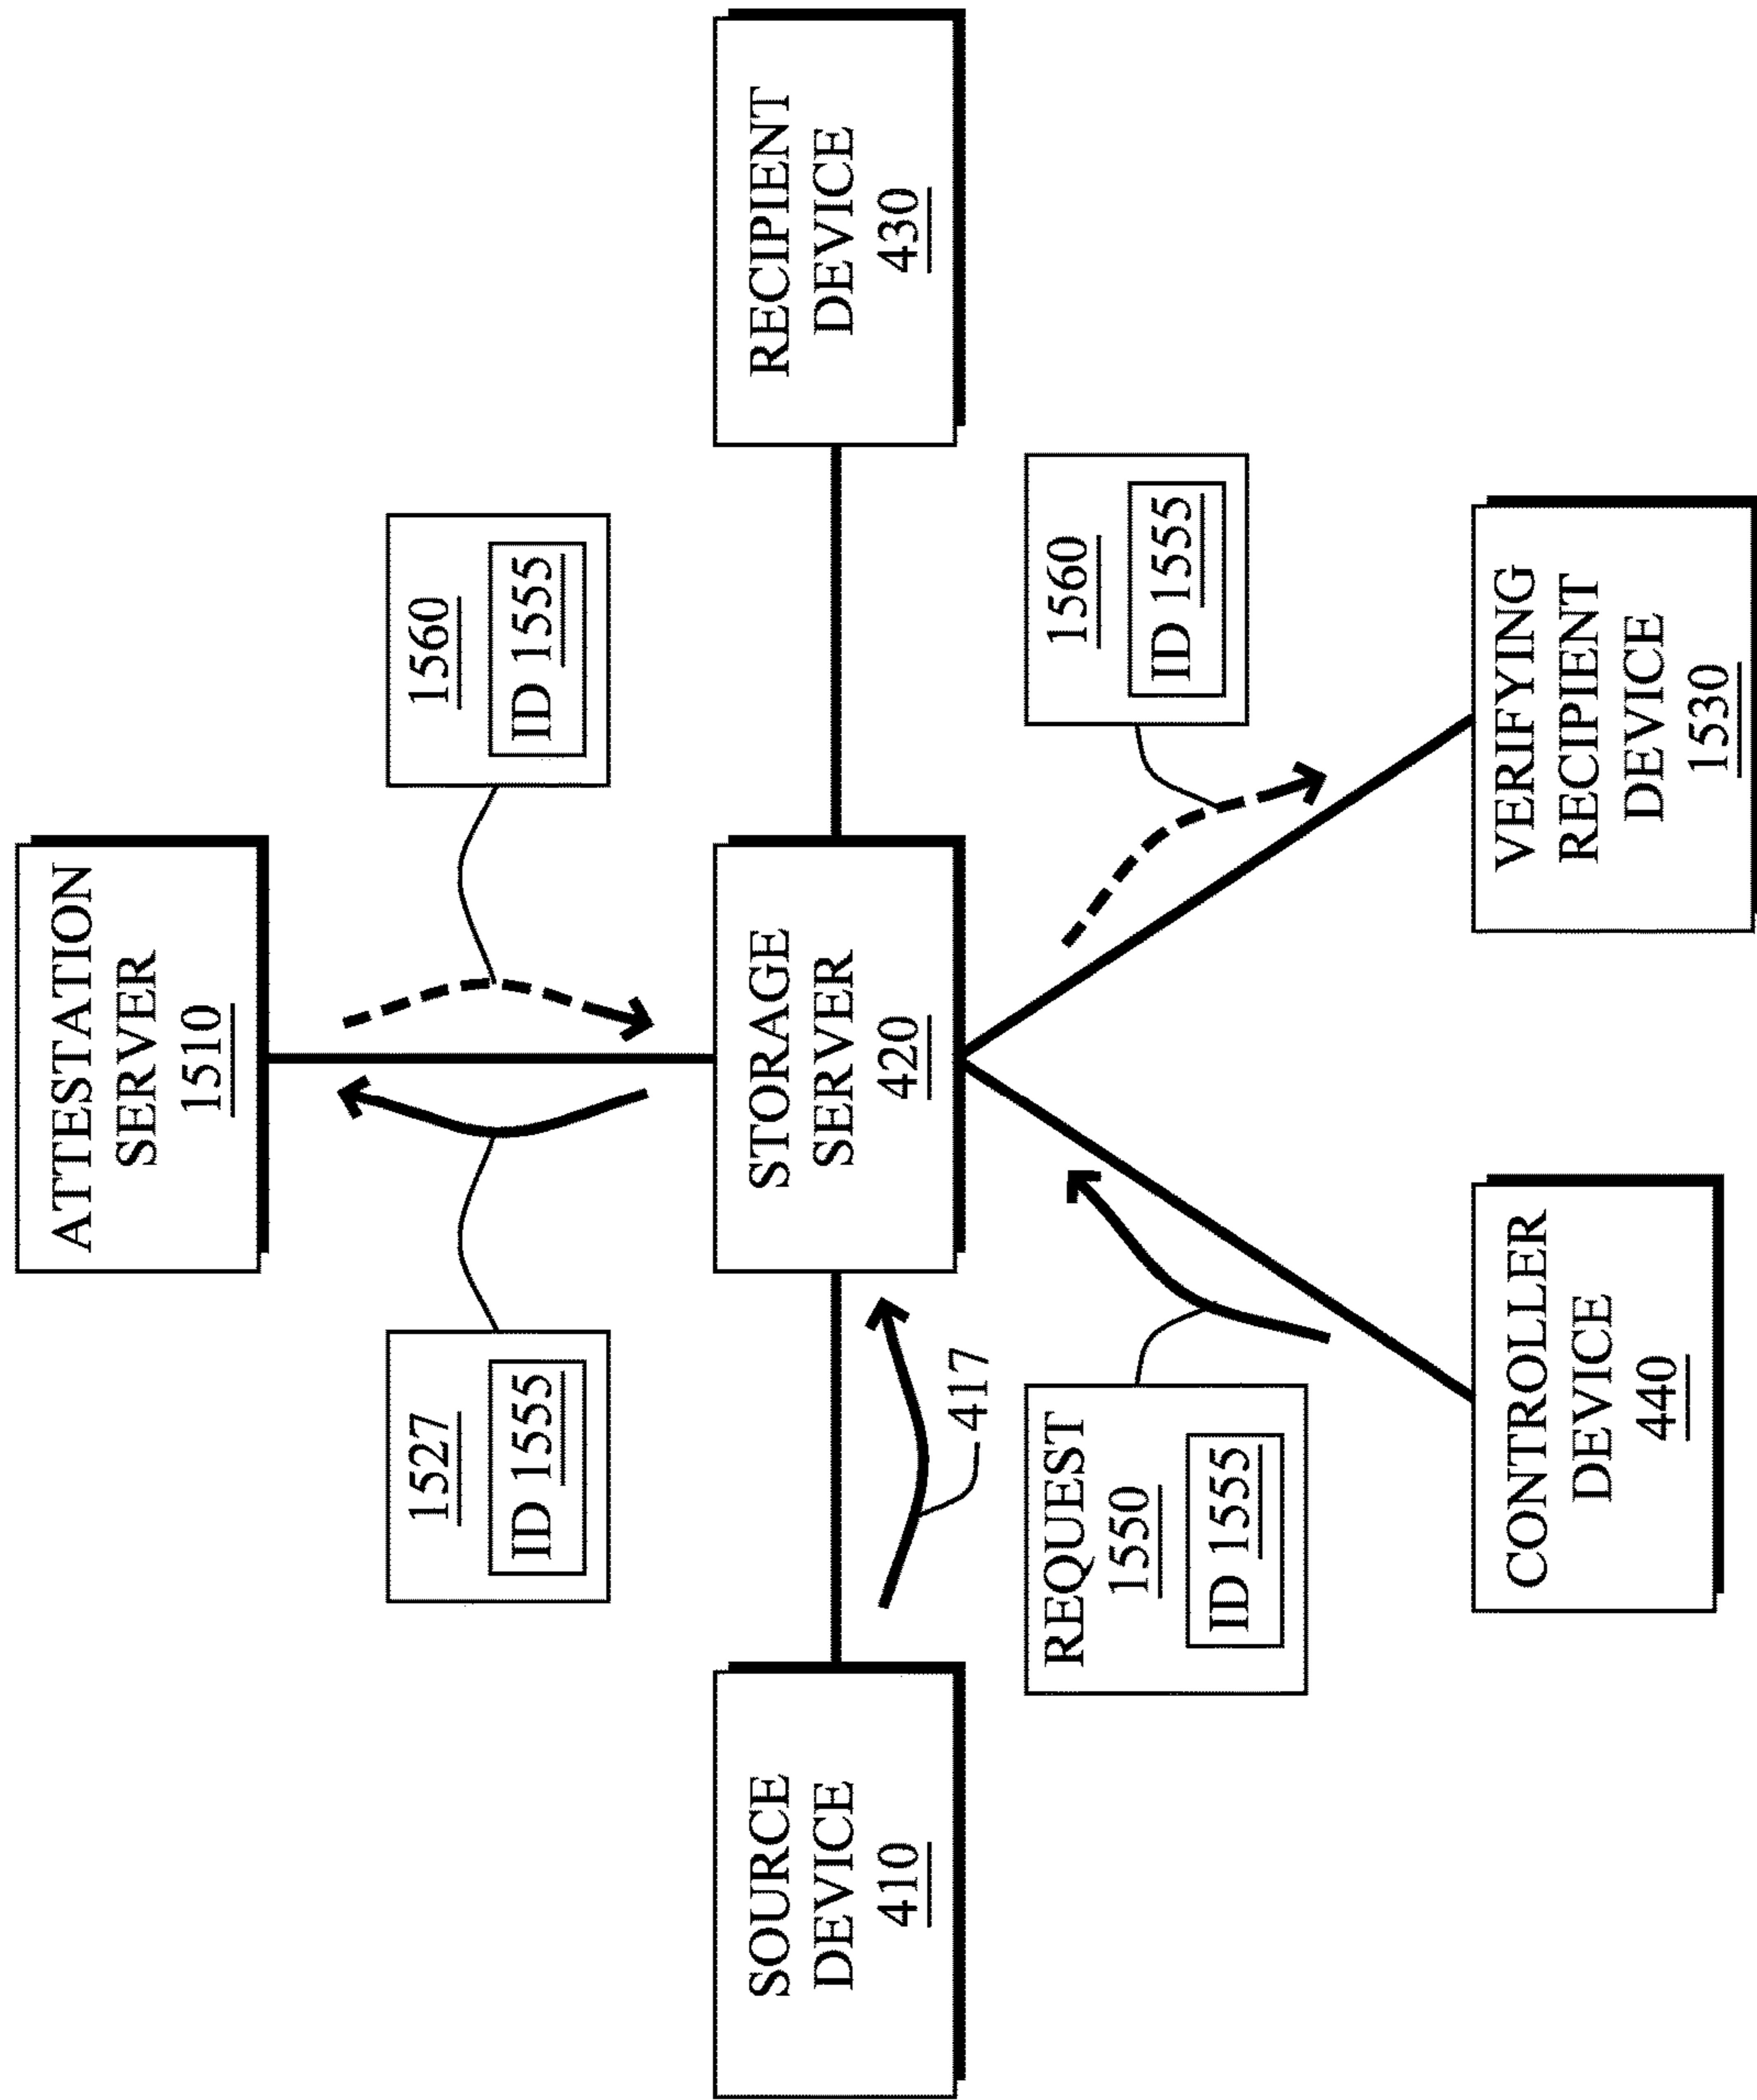 ATTESTATION
SERVER
1510
1527
ID 1555
1560
ID 1555
SOURCE
DEVICE
410
STORAGE
SERVER
420
RECIPIENT
DEVICE
430
417
REQUEST
1550
ID 1555
1560
ID 1555
CONTROLLER
DEVICE
440
VERIFYING
RECIPIENT
DEVICE
1530